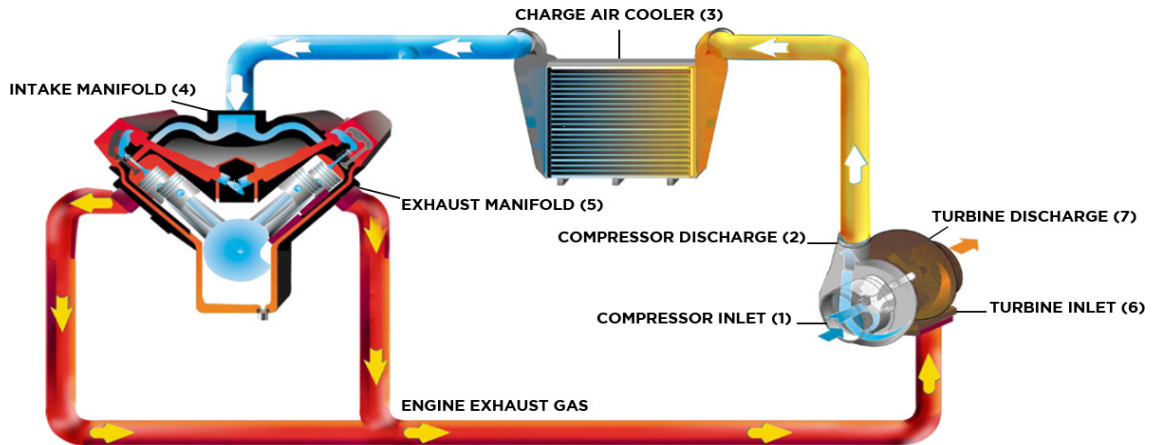 CHARGE AIR COOLER (3)
INTAKE MANIFOLD (4)
EXHAUST MANIFOLD (5)
TURBINE DISCHARGE (7)
COMPRESSOR DISCHARGE (2)
COMPRESSOR INLET (1)
TURBINE INLET (6)
ENGINE EXHAUST GAS